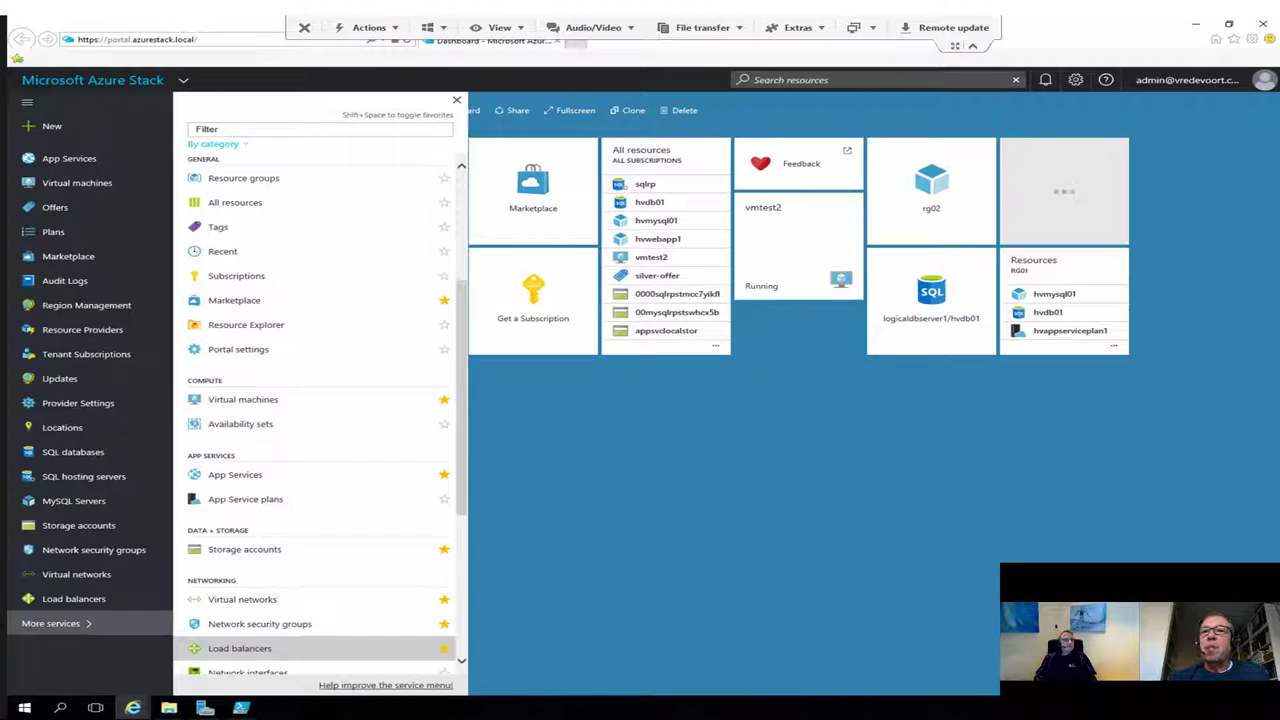 Actions
View
Audio/Video
File transfer
Extras
Remote update
https://portal.azurestack.local/
Dashboard - Microsoft Azur...
Microsoft Azure Stack
Search resources
admin@vredevoort.c...
New
App Services
Virtual machines
Offers
Plans
Marketplace
Audit Logs
Region Management
Resource Providers
Tenant Subscriptions
Updates
Provider Settings
Locations
SQL databases
SQL hosting servers
MySQL Servers
Storage accounts
Network security groups
Virtual networks
Load balancers
More services
Shift+Space to toggle favorites
Filter
By category
GENERAL
Resource groups
All resources
Tags
Recent
Subscriptions
Marketplace
Resource Explorer
Portal settings
COMPUTE
Virtual machines
Availability sets
APP SERVICES
App Services
App Service plans
DATA + STORAGE
Storage accounts
NETWORKING
Virtual networks
Network security groups
Load balancers
Network interfaces
Help improve the service menu!
Share
Fullscreen
Clone
Delete
Marketplace
Get a Subscription
All resources
ALL SUBSCRIPTIONS
sqlrp
hvdb01
hvmysql01
hvwebapp1
vmtest2
silver-offer
0000sqlrpstmcc7yikfl
00mysqlrpstswhcx5b
appsvclocalstor
...
Feedback
vmtest2
Running
rg02
SQL
logicaldbserver1/hvdb01
Resources
RG01
hvmysql01
hvdb01
hvappserviceplan1
...